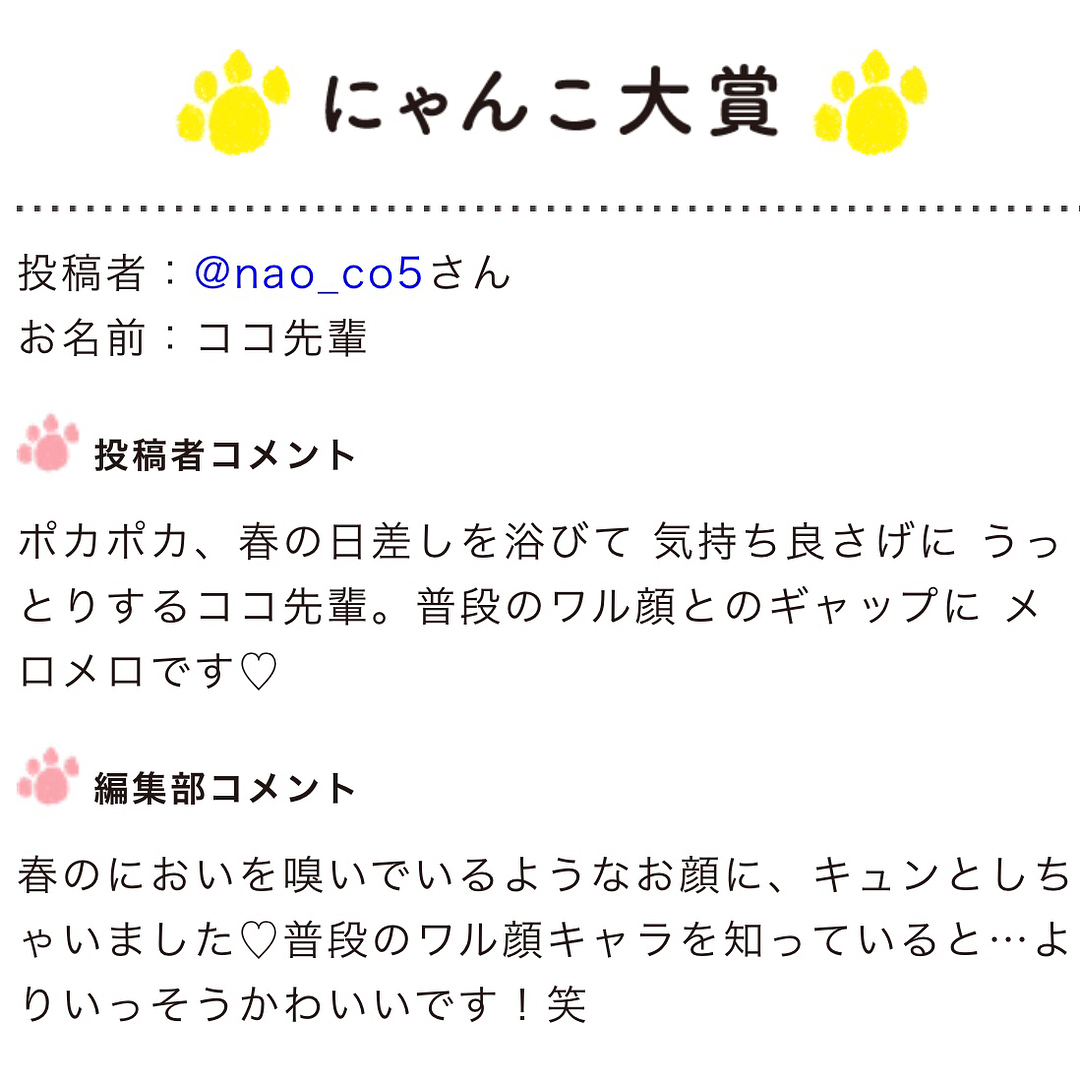 にゃんこ大賞
投稿者：@nao_co5さん
お名前：ココ先輩
投稿者コメント
ポカポカ、春の日差しを浴びて 気持ち良さげに うっ
とりするココ先輩。普段のワル顔とのギャップに メ
ロメロです♡
編集部コメント
春のにおいを嗅いでいるようなお顔に、キュンとしち
ゃいました♡普段のワル顔キャラを知っていると…よ
りいっそうかわいいです！笑